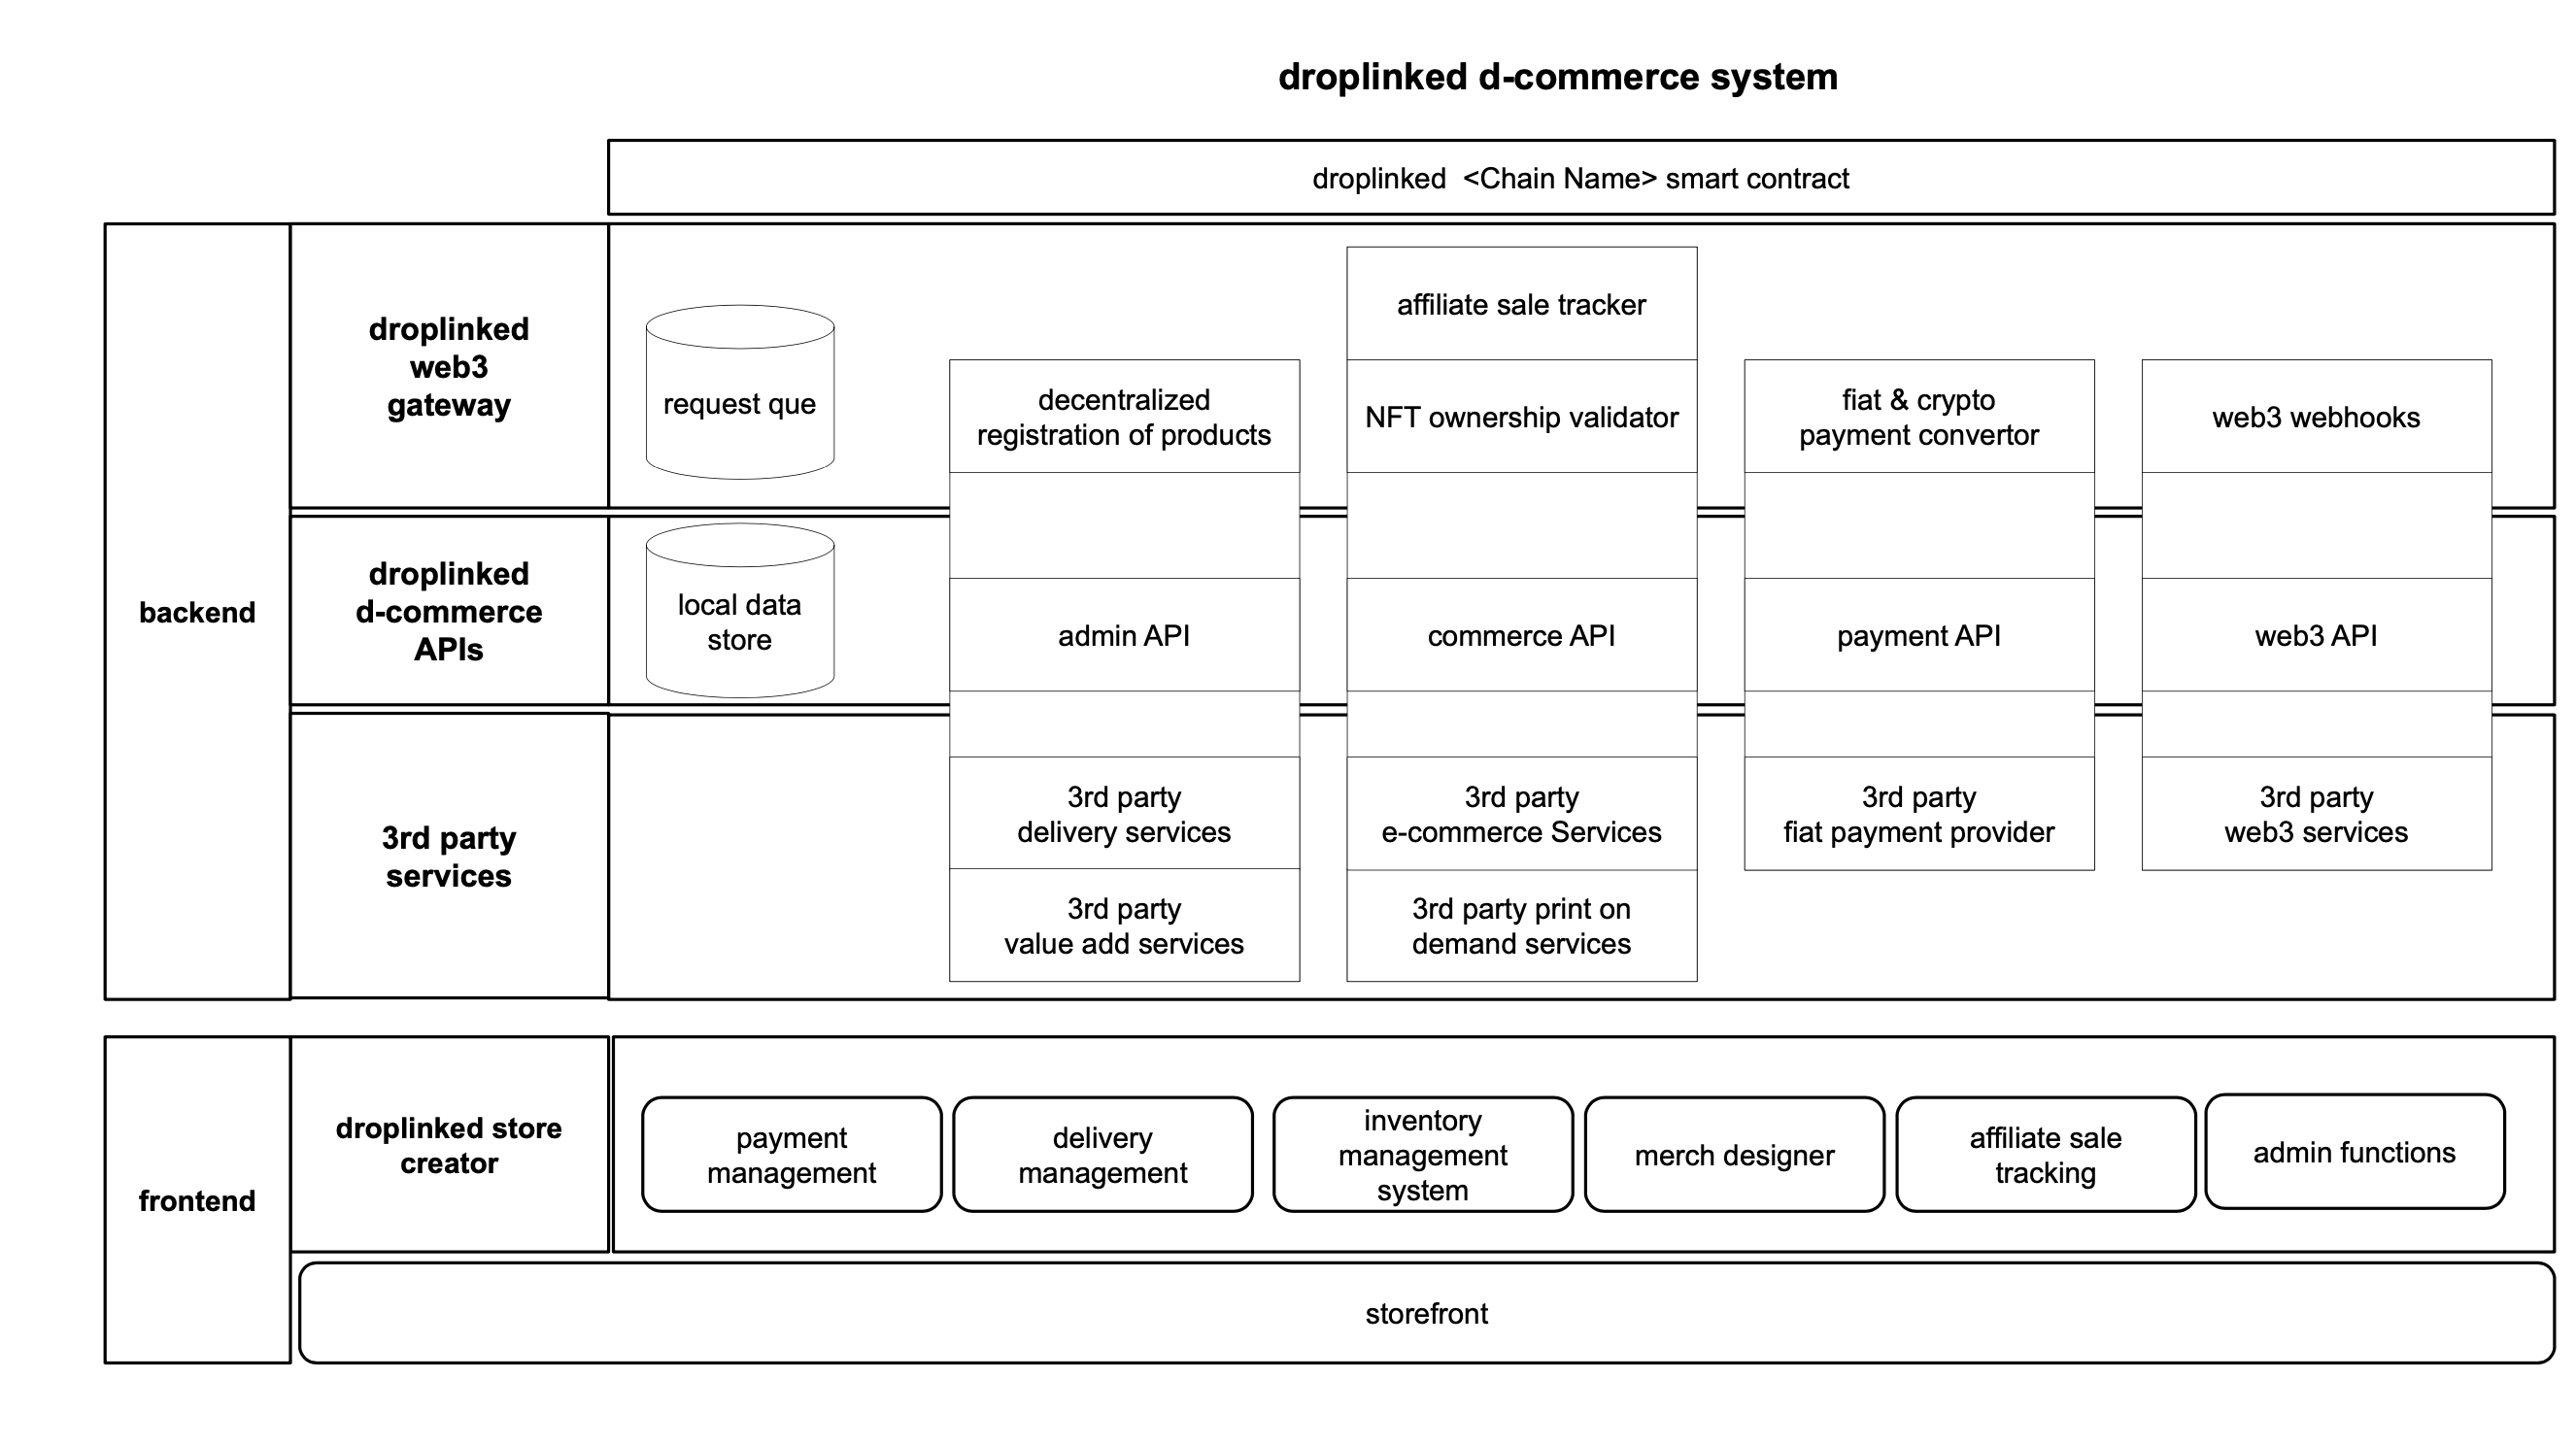 droplinked d-commerce system
droplinked <Chain Name> smart contract
backend
droplinked
web3
gateway
request que
decentralized
registration of products
affiliate sale tracker
NFT ownership validator
fiat & crypto
payment convertor
web3 webhooks
droplinked
d-commerce
APIs
local data
store
admin API
commerce API
payment API
web3 API
3rd party
services
3rd party
delivery services
3rd party
value add services
3rd party
e-commerce Services
3rd party print on
demand services
3rd party
fiat payment provider
3rd party
web3 services
frontend
droplinked store
creator
payment
management
delivery
management
inventory
management
system
merch designer
affiliate sale
tracking
admin functions
storefront